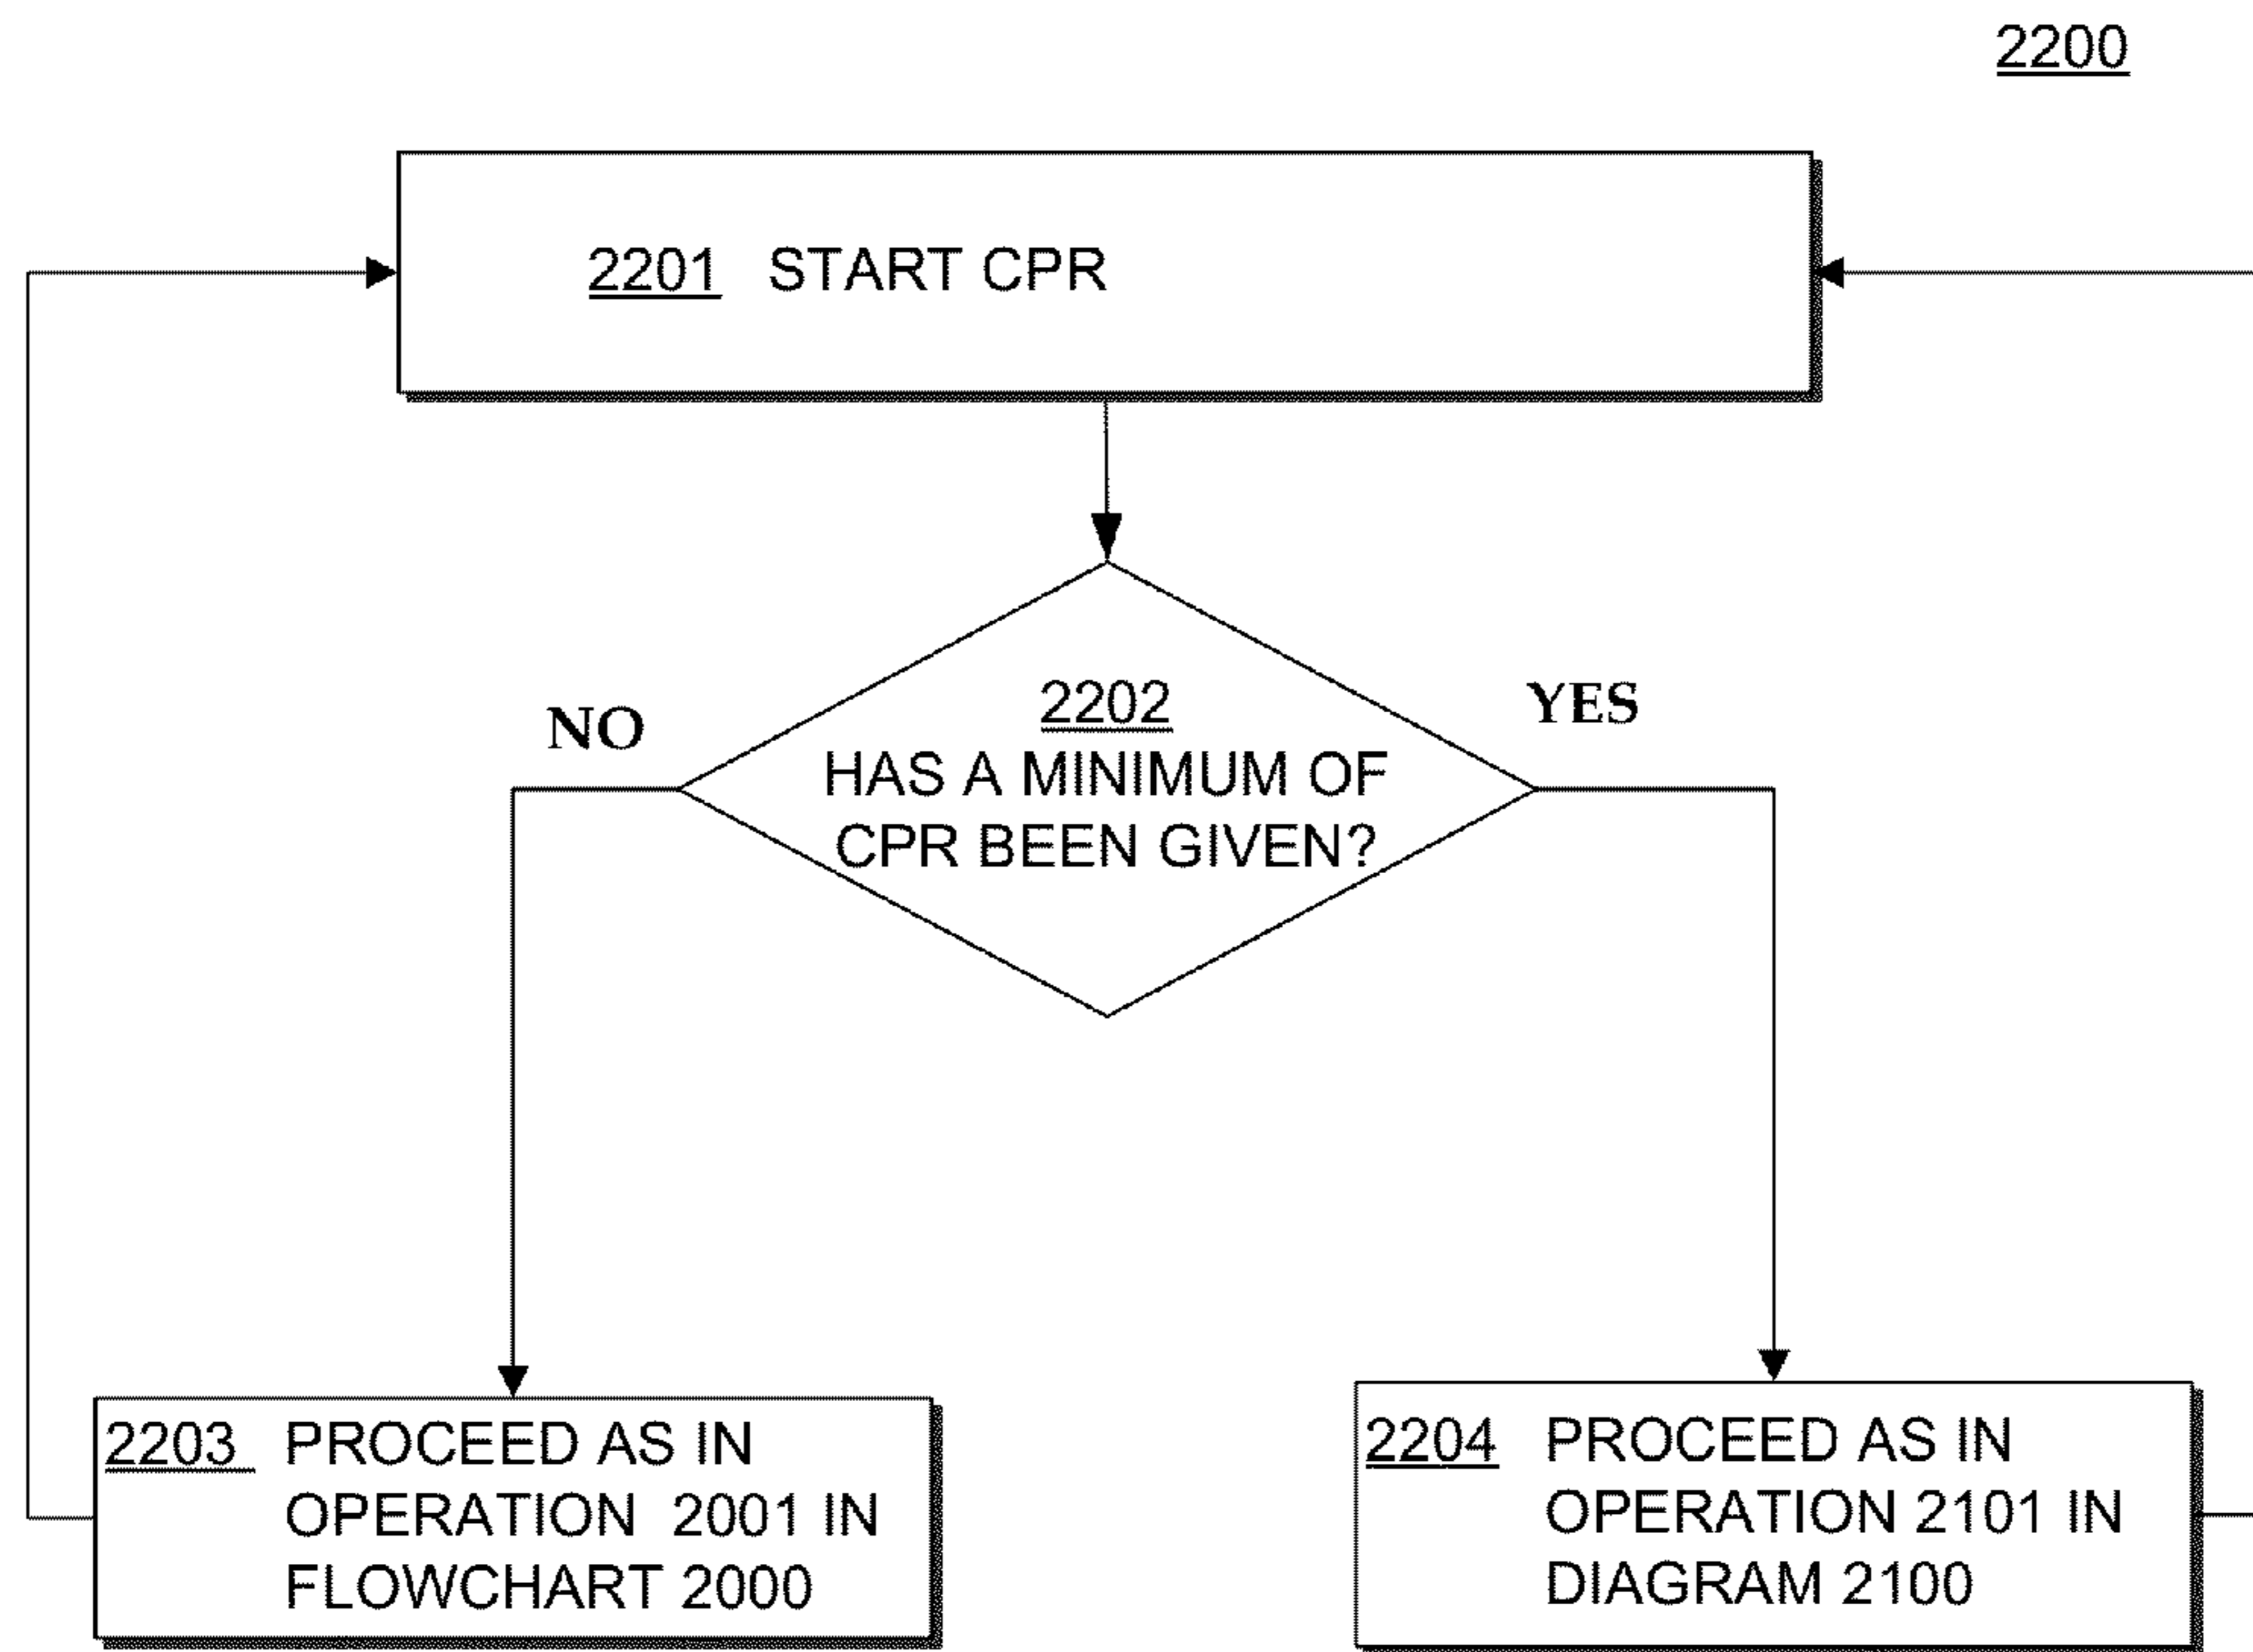 2200
2201 START CPR
2202
HAS A MINIMUM OF
CPR BEEN GIVEN?
NO
YES
2203 PROCEED AS IN
OPERATION 2001 IN
FLOWCHART 2000
2204 PROCEED AS IN
OPERATION 2101 IN
DIAGRAM 2100